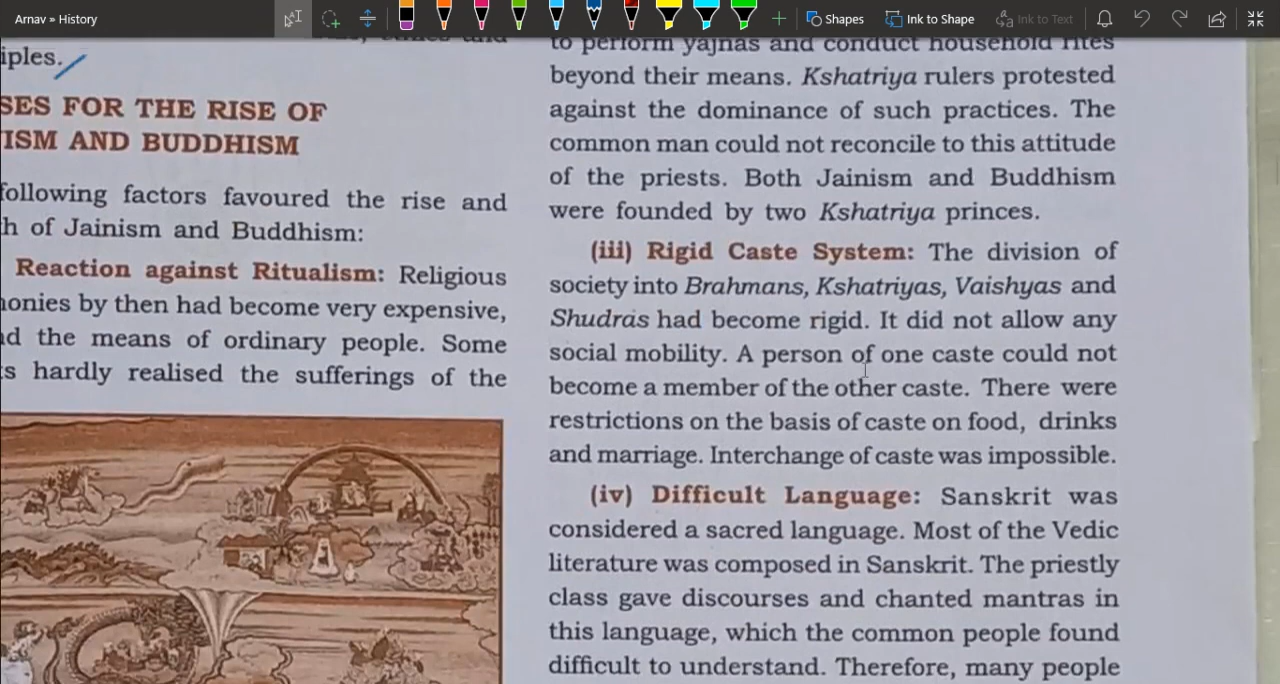 Arnav » History
Shapes
Ink to Shape
Ink to Text
iples.
SES FOR THE RISE OF
ISM AND BUDDHISM
following factors favoured the rise and
h of Jainism and Buddhism:
Reaction against Ritualism: Religious
onies by then had become very expensive,
d the means of ordinary people. Some
s hardly realised the sufferings of the
to perform yajnas and conduct household rites
beyond their means. Kshatriya rulers protested
against the dominance of such practices. The
common man could not reconcile to this attitude
of the priests. Both Jainism and Buddhism
were founded by two Kshatriya princes.
(iii) Rigid Caste System: The division of
society into Brahmans, Kshatriyas, Vaishyas and
Shudras had become rigid. It did not allow any
social mobility. A person of one caste could not
become a member of the other caste. There were
restrictions on the basis of caste on food, drinks
and marriage. Interchange of caste was impossible.
(iv) Difficult Language: Sanskrit was
considered a sacred language. Most of the Vedic
literature was composed in Sanskrit. The priestly
class gave discourses and chanted mantras in
this language, which the common people found
difficult to understand. Therefore, many people